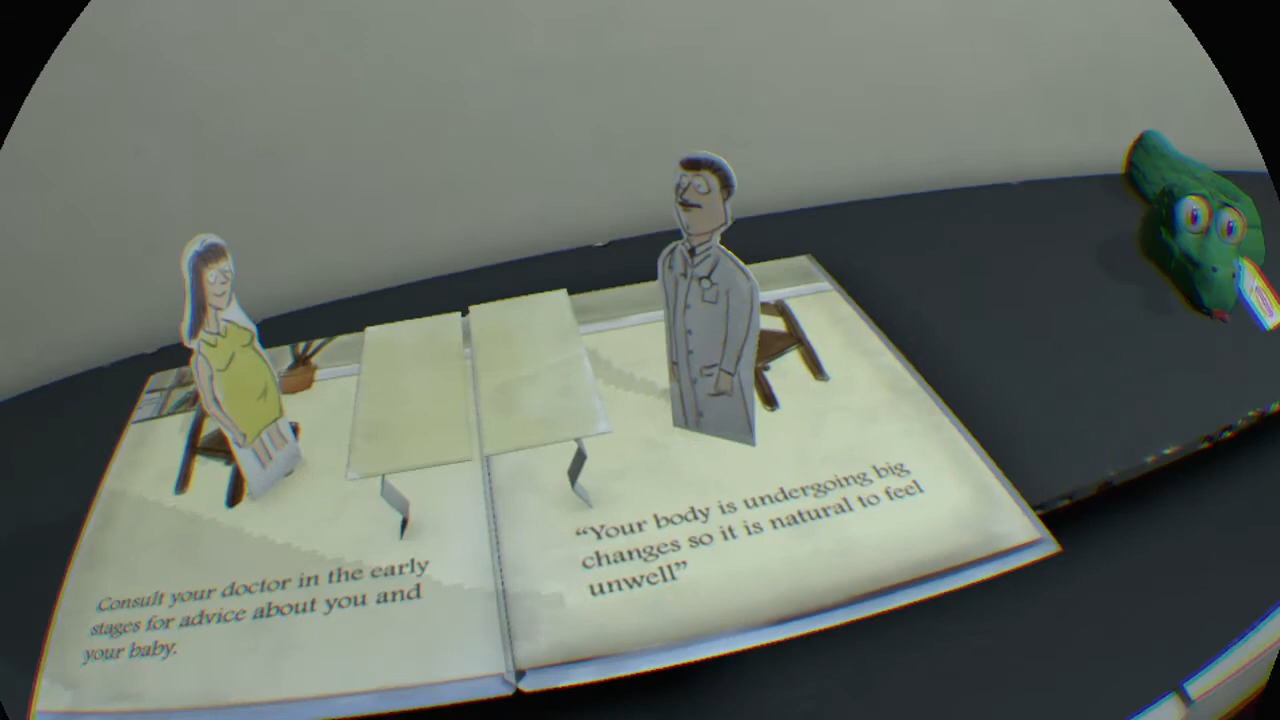 Consult your doctor in the early
stages for advice about you and
your baby.
“Your body is undergoing big
changes so it is natural to feel
unwell”